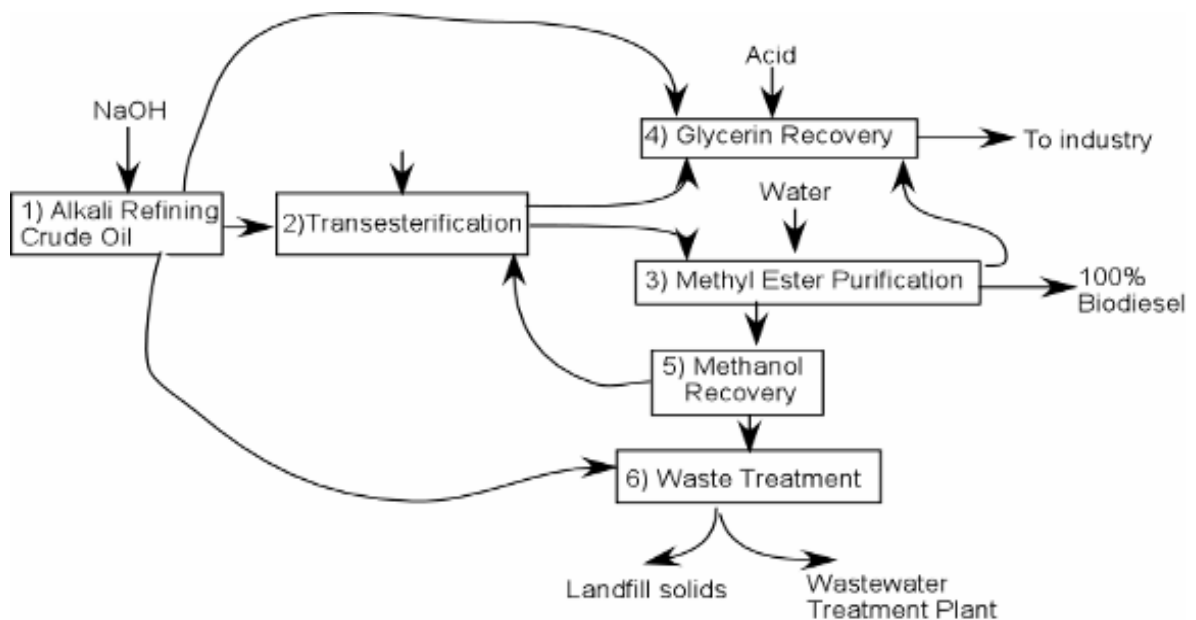 Acid
NaOH
4) Glycerin Recovery
To industry
Water
1) Alkali Refining
Crude Oil
2)Transesterification
3) Methyl Ester Purification
100%
Biodiesel
5) Methanol
Recovery
6) Waste Treatment
Landfill solids
Wastewater
Treatment Plant